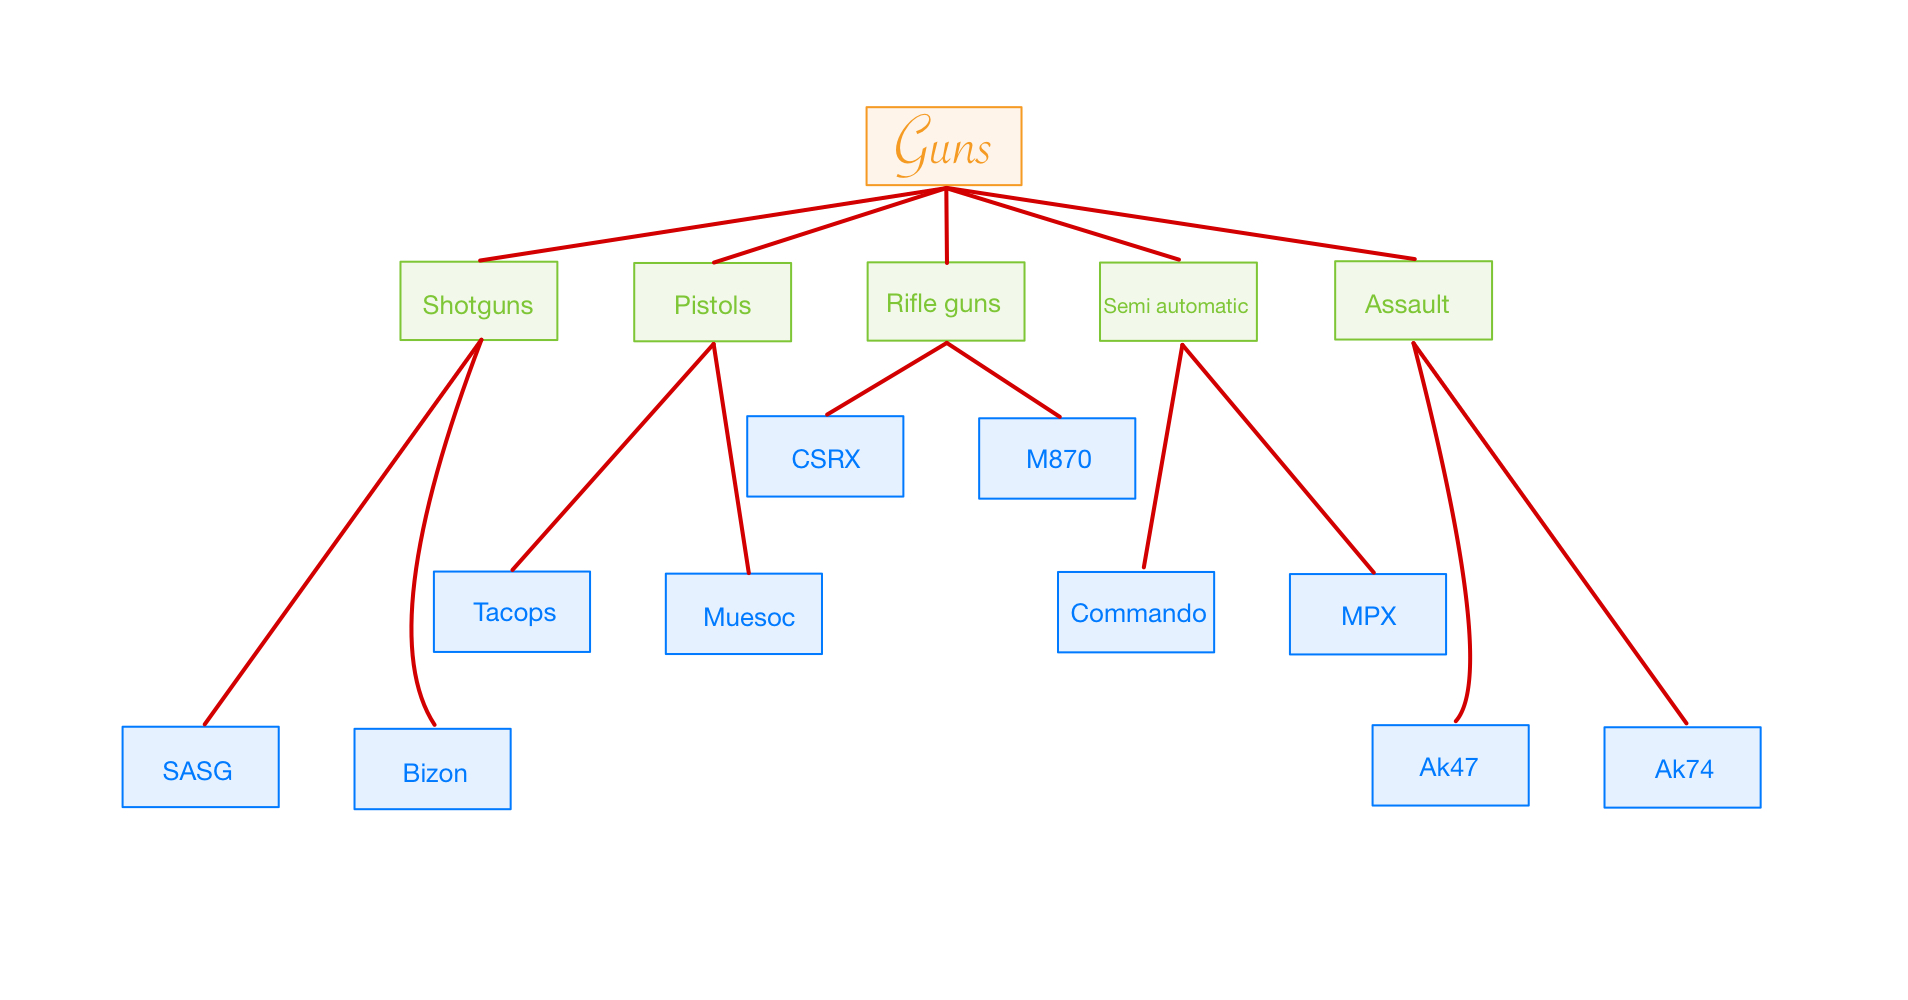 Guns
Shotguns
Pistols
Rifle guns
Semi automatic
Assault
CSRX
M870
Tacops
Muesoc
Commando
MPX
SASG
Bizon
Ak47
Ak74